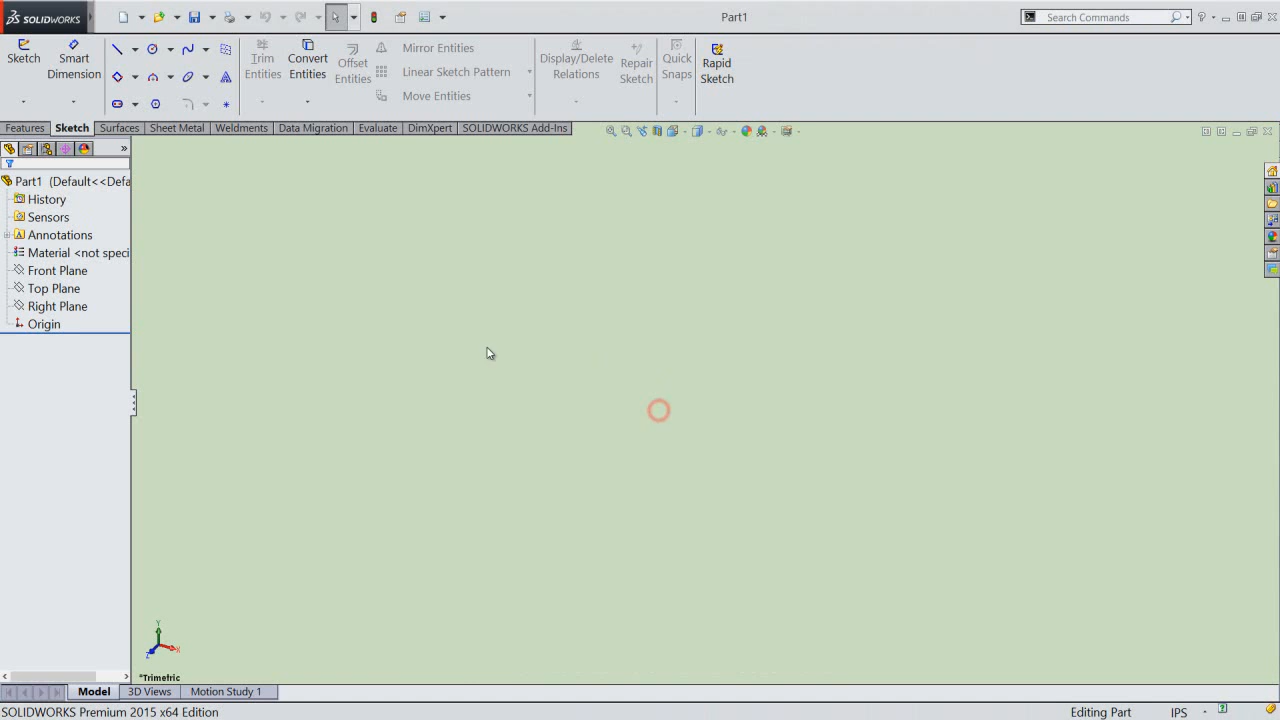 SOLIDWORKS
Part1
Search Commands
Sketch
Smart Dimension
Trim Entities
Convert Entities
Offset Entities
Mirror Entities
Linear Sketch Pattern
Move Entities
Display/Delete Relations
Repair Sketch
Quick Snaps
Rapid Sketch
Features
Sketch
Surfaces
Sheet Metal
Weldments
Data Migration
Evaluate
DimXpert
SOLIDWORKS Add-Ins
Part1 (Default<<Defa
History
Sensors
Annotations
Material <not speci
Front Plane
Top Plane
Right Plane
Origin
Y
X
Z
*Trimetric
Model
3D Views
Motion Study 1
SOLIDWORKS Premium 2015 x64 Edition
Editing Part
IPS